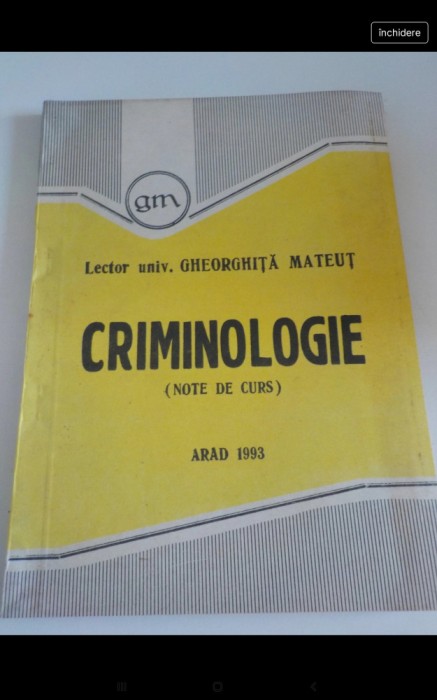 închidere
gm
Lector univ. GHEORGHIȚĂ MATEUȚ
CRIMINOLOGIE
(NOTE DE CURS)
ARAD 1993